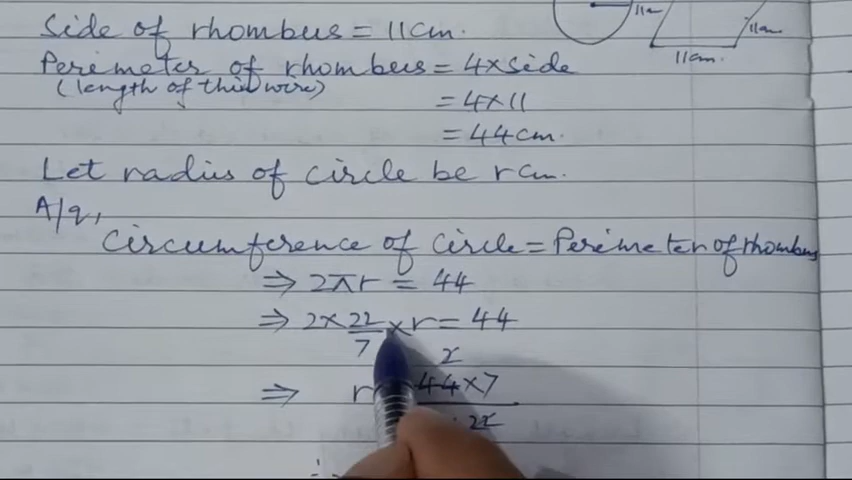 11cm
11cm
11cm.
Side of rhombus = 11cm.
Perimeter of rhombus = 4×side
(length of thin wire)
= 4×11
= 44cm.
Let radius of circle be r cm.
A/q,
Circumference of circle = Perimeter of rhombus
⇒ 2πr = 44
⇒ 2×22/7×r = 44
2
⇒ r 44×7
22
∴